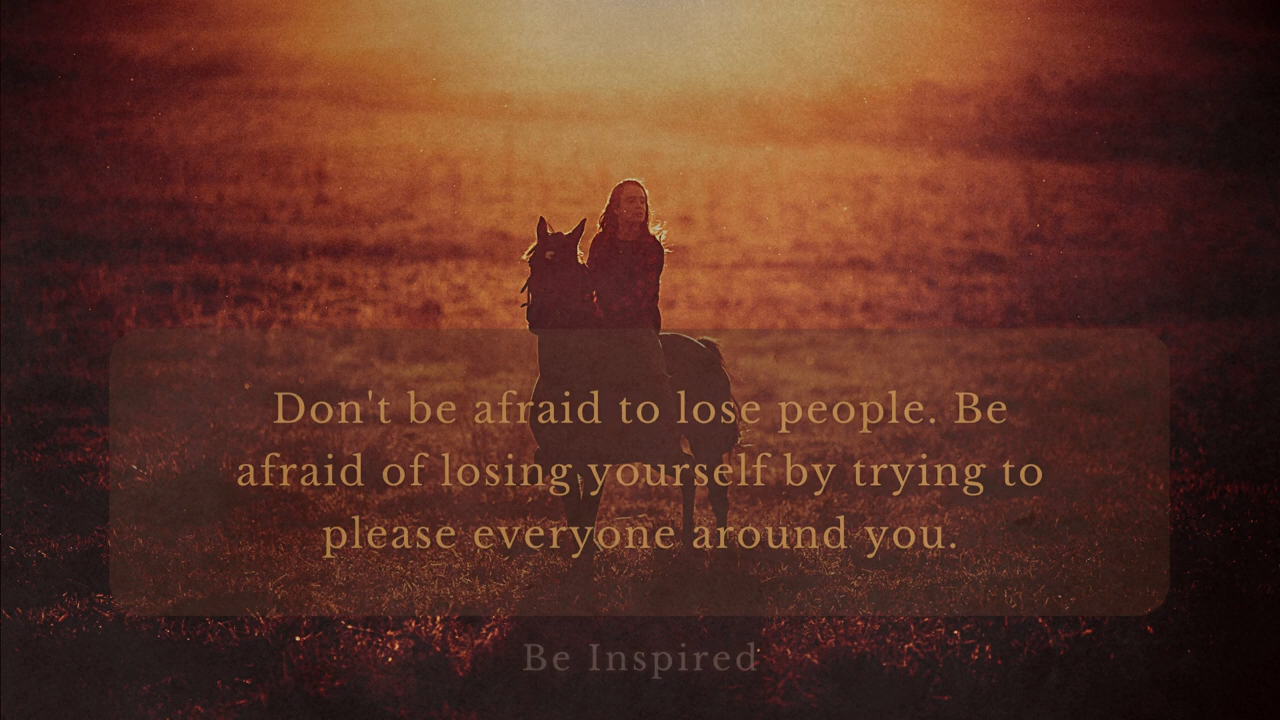 Don't be afraid to lose people. Be
afraid of losing yourself by trying to
please everyone around you.
Be Inspired